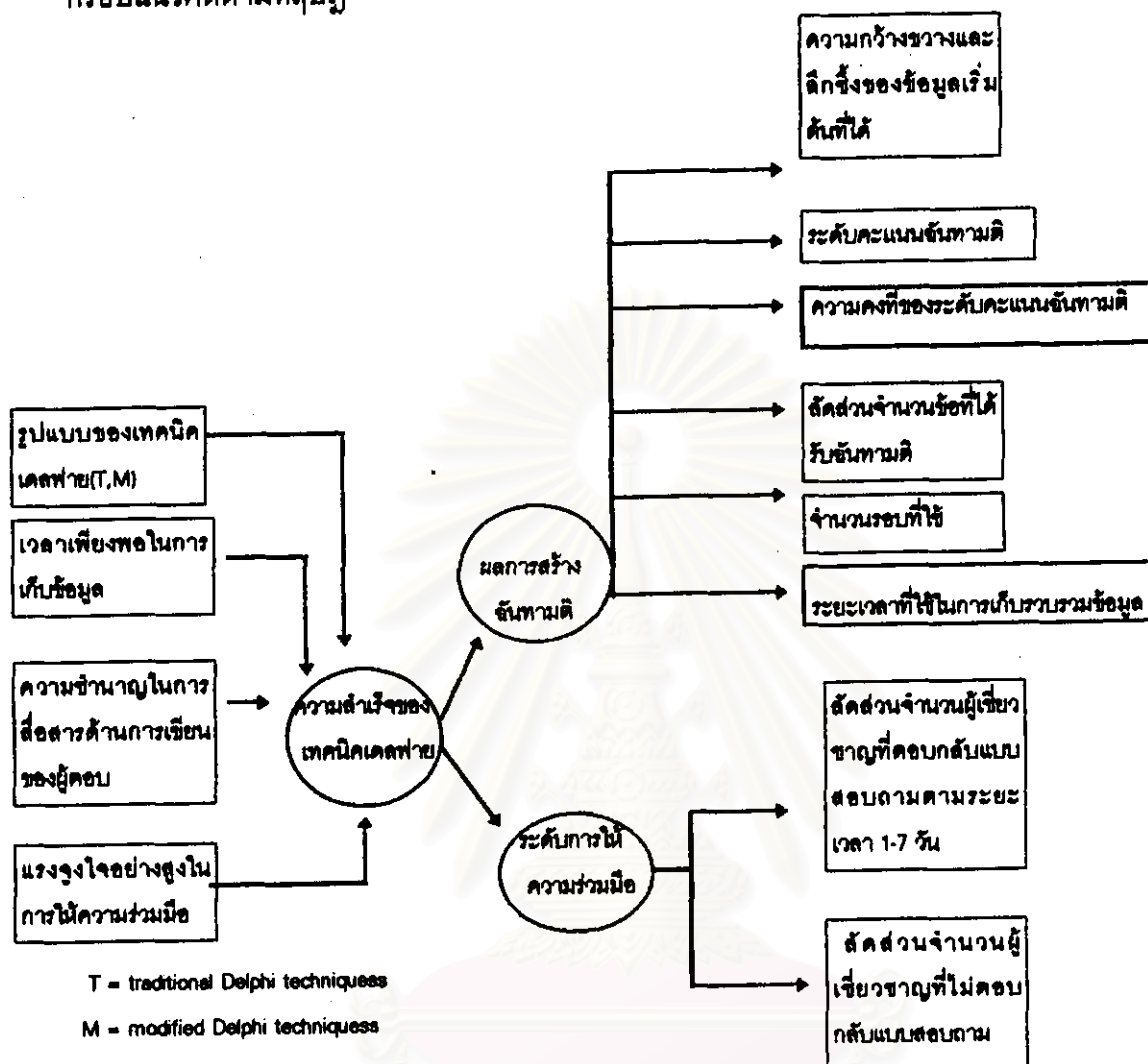 ความกว้างขวางและ
ลึกซึ้งของข้อมูลเริ่ม
ต้นที่ได้
ระดับคะแนนฉันทามติ
ความคงที่ของระดับคะแนนฉันทามติ
สัดส่วนจำนวนข้อที่ได้
รับฉันทามติ
จำนวนรอบที่ใช้
ระยะเวลาที่ใช้ในการเก็บรวบรวมข้อมูล
รูปแบบของเทคนิค
เดลฟาย(T,M)
เวลาเพียงพอในการ
เก็บข้อมูล
ความชำนาญในการ
สื่อสารด้านการเขียน
ของผู้ตอบ
แรงจูงใจอย่างสูงใน
การให้ความร่วมมือ
ความสำเร็จของ
เทคนิคเดลฟาย
ผลการสร้าง
ฉันทามติ
ระดับการให้
ความร่วมมือ
สัดส่วนจำนวนผู้เชี่ยว
ชาญที่ตอบกลับแบบ
สอบถามตามระยะ
เวลา 1-7 วัน
สัดส่วนจำนวนผู้
เชี่ยวชาญที่ไม่ตอบ
กลับแบบสอบถาม
T = traditional Delphi techniquess
M = modified Delphi techniquess